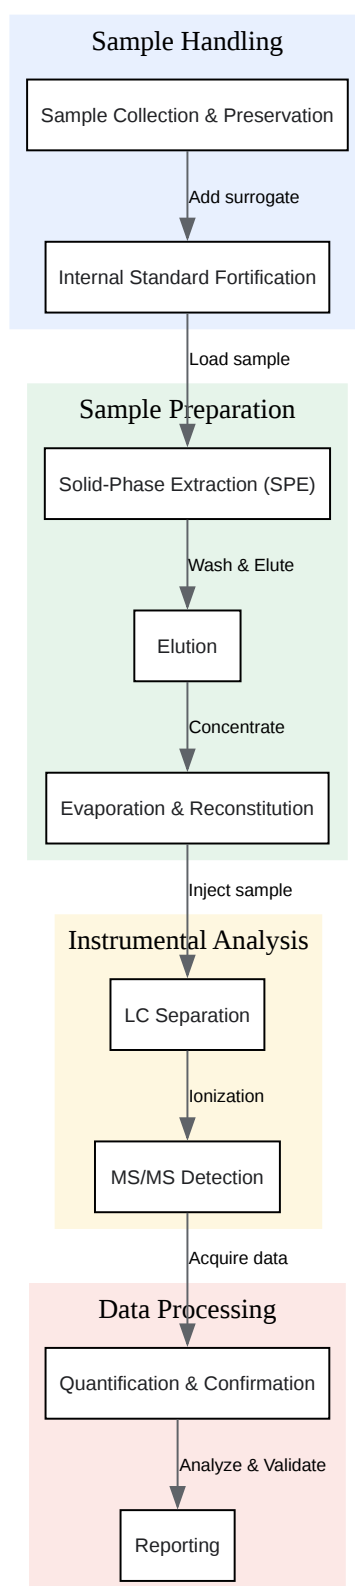 Sample Handling
Sample Collection & Preservation
Add surrogate
Internal Standard Fortification
Load sample
Sample Preparation
Solid-Phase Extraction (SPE)
Wash & Elute
Elution
Concentrate
Evaporation & Reconstitution
Inject sample
Instrumental Analysis
LC Separation
Ionization
MS/MS Detection
Acquire data
Data Processing
Quantification & Confirmation
Analyze & Validate
Reporting